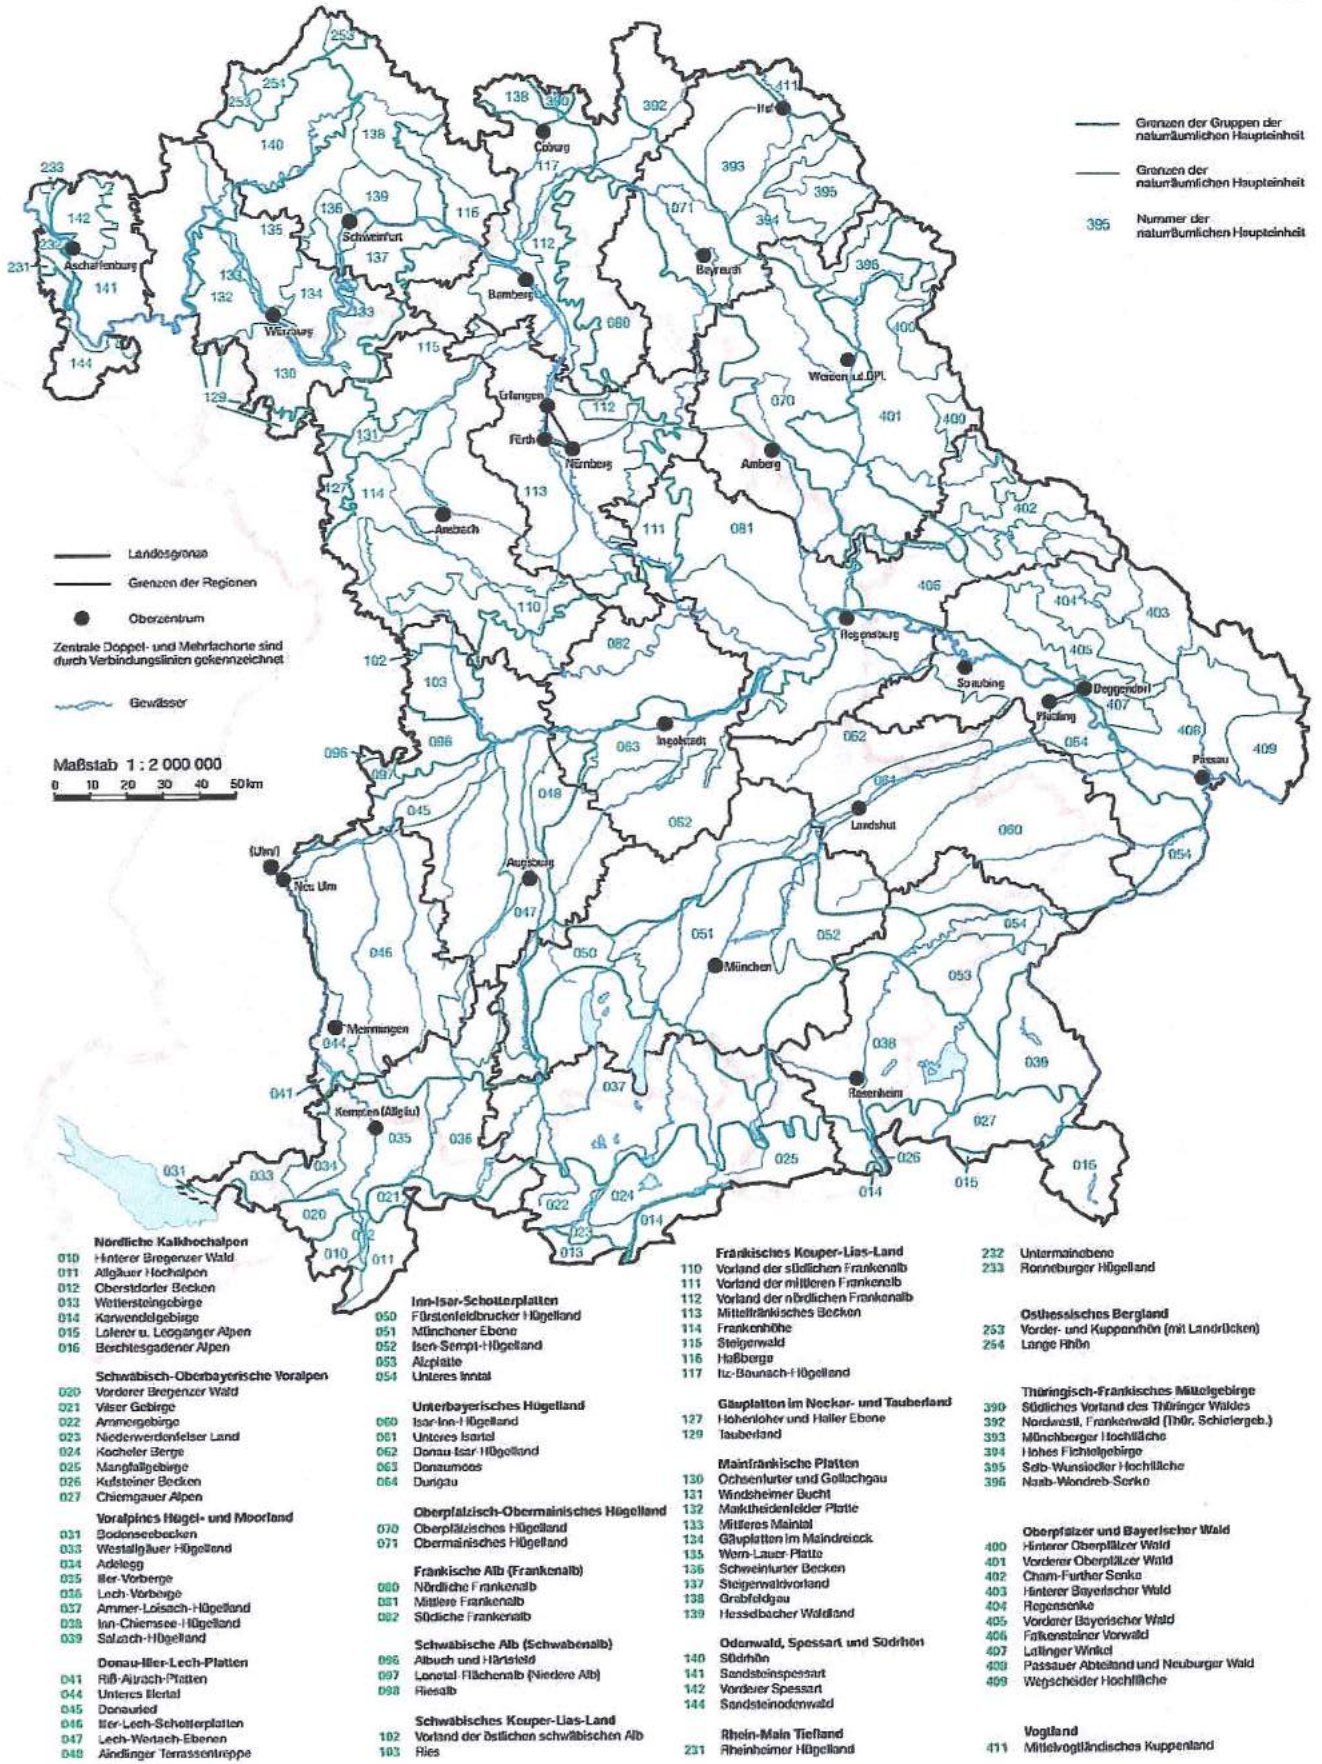 Grenzen der Gruppen der
naturräumlichen Haupteinheit
Grenzen der
naturräumlichen Haupteinheit
395 Nummer der
naturräumlichen Haupteinheit
Landesgrenze
Grenzen der Regionen
Oberzentrum
Zentrale Doppel- und Mehrfachorte sind
durch Verbindungslinien gekennzeichnet
Gewässer
Maßstab 1 : 2 000 000
0 10 20 30 40 50 km
Hof
Coburg
Schweinfurt
Aschaffenburg
Bayreuth
Bamberg
Würzburg
Weiden i.d.OPf.
Erlangen
Fürth
Nürnberg
Amberg
Ansbach
Regensburg
Straubing
Deggendorf
Plattling
Ingolstadt
Passau
Landshut
(Ulm/)
Neu Ulm
Augsburg
München
Memmingen
Rosenheim
Kempten (Allgäu)
Nördliche Kalkhochalpen
010 Hinterer Bregenzer Wald
011 Allgäuer Hochalpen
012 Oberstdorfer Becken
013 Wettersteingebirge
014 Karwendelgebirge
015 Loferer u. Leoganger Alpen
016 Berchtesgadener Alpen
Schwäbisch-Oberbayerische Voralpen
020 Vorderer Bregenzer Wald
021 Vilser Gebirge
022 Ammergebirge
023 Niederwerdenfelser Land
024 Kocheler Berge
025 Mangfallgebirge
026 Kufsteiner Becken
027 Chiemgauer Alpen
Voralpines Hügel- und Moorland
031 Bodenseebecken
033 Westallgäuer Hügelland
034 Adelegg
035 Iller-Vorberge
036 Lech-Vorberge
037 Ammer-Loisach-Hügelland
038 Inn-Chiemsee-Hügelland
039 Salzach-Hügelland
Donau-Iller-Lech-Platten
041 Riß-Aitrach-Platten
044 Unteres Illertal
045 Donauried
046 Iller-Lech-Schotterplatten
047 Lech-Wertach-Ebenen
048 Aindlinger Terrassentreppe
Inn-Isar-Schotterplatten
050 Fürstenfeldbrucker Hügelland
051 Münchener Ebene
052 Isen-Sempt-Hügelland
053 Alzplatte
054 Unteres Inntal
Unterbayerisches Hügelland
060 Isar-Inn-Hügelland
061 Unteres Isartal
062 Donau-Isar-Hügelland
063 Donaumoos
064 Dungau
Oberpfälzisch-Obermainisches Hügelland
070 Oberpfälzisches Hügelland
071 Obermainisches Hügelland
Fränkische Alb (Frankenalb)
080 Nördliche Frankenalb
081 Mittlere Frankenalb
082 Südliche Frankenalb
Schwäbische Alb (Schwabenalb)
096 Albuch und Härtsfeld
097 Lonetal-Flächenalb (Niedere Alb)
098 Riesalb
Schwäbisches Keuper-Lias-Land
102 Vorland der östlichen schwäbischen Alb
103 Ries
Fränkisches Keuper-Lias-Land
110 Vorland der südlichen Frankenalb
111 Vorland der mittleren Frankenalb
112 Vorland der nördlichen Frankenalb
113 Mittelfränkisches Becken
114 Frankenhöhe
115 Steigerwald
116 Haßberge
117 Itz-Baunach-Hügelland
Gäuplatten im Neckar- und Tauberland
127 Hohenloher und Haller Ebene
129 Tauberland
Mainfränkische Platten
130 Ochsenfurter und Gollachgau
131 Windsheimer Bucht
132 Marktheidenfelder Platte
133 Mittleres Maintal
134 Gäuplatten im Maindreieck
135 Wern-Lauer-Platte
136 Schweinfurter Becken
137 Steigerwaldvorland
138 Grabfeldgau
139 Hesselbacher Waldland
Odenwald, Spessart und Südrhön
140 Südrhön
141 Sandsteinspessart
142 Vorderer Spessart
144 Sandsteinodenwald
Rhein-Main Tiefland
231 Rheinheimer Hügelland
232 Untermainebene
233 Ronneburger Hügelland
Osthessisches Bergland
253 Vorder- und Kuppenrhön (mit Landrücken)
254 Lange Rhön
Thüringisch-Fränkisches Mittelgebirge
390 Südliches Vorland des Thüringer Waldes
392 Nordwestl. Frankenwald (Thür. Schiefergeb.)
393 Münchberger Hochfläche
394 Hohes Fichtelgebirge
395 Selb-Wunsiedler Hochfläche
396 Naab-Wondreb-Senke
Oberpfälzer und Bayerischer Wald
400 Hinterer Oberpfälzer Wald
401 Vorderer Oberpfälzer Wald
402 Cham-Further Senke
403 Hinterer Bayerischer Wald
404 Regensenke
405 Vorderer Bayerischer Wald
406 Falkensteiner Vorwald
407 Lallinger Winkel
408 Passauer Abteiland und Neuburger Wald
409 Wegscheider Hochfläche
Vogtland
411 Mittelvogtländisches Kuppenland